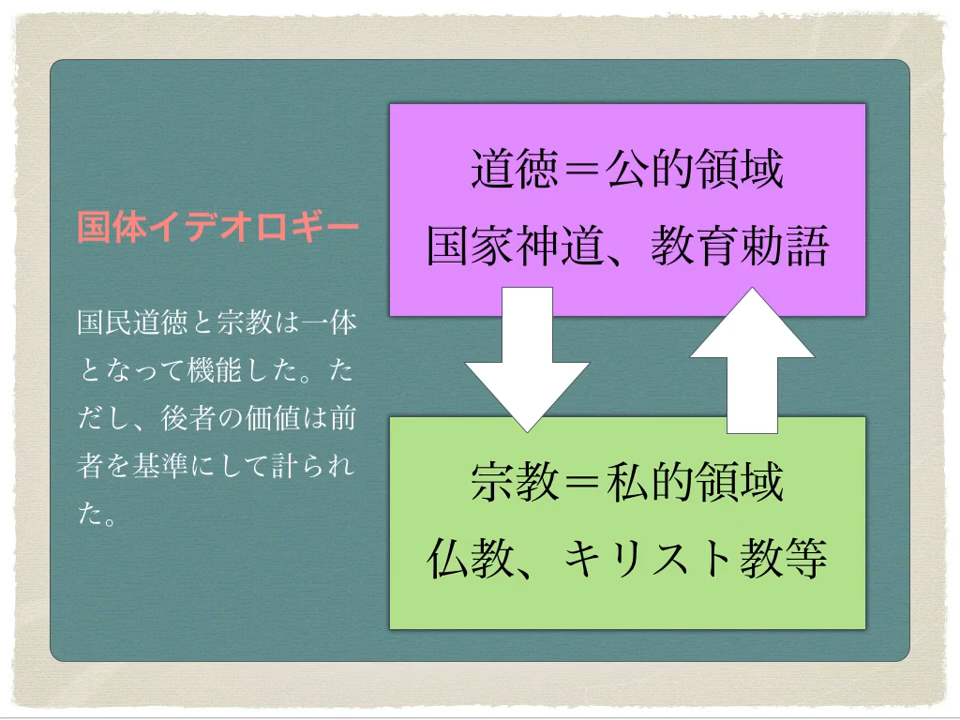 国体イデオロギー
国民道徳と宗教は一体
となって機能した。た
だし、後者の価値は前
者を基準にして計られ
た。
道徳＝公的領域
国家神道、教育勅語
宗教＝私的領域
仏教、キリスト教等